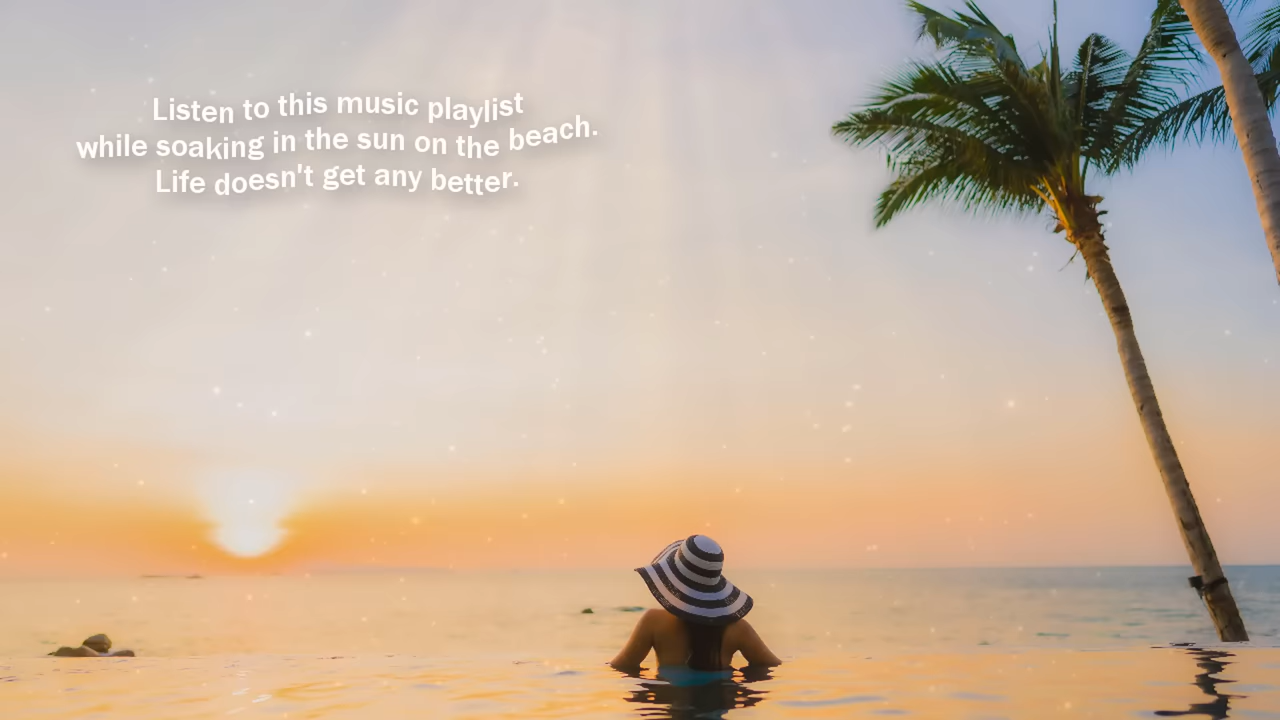 Listen to this music playlist
while soaking in the sun on the beach.
Life doesn't get any better.